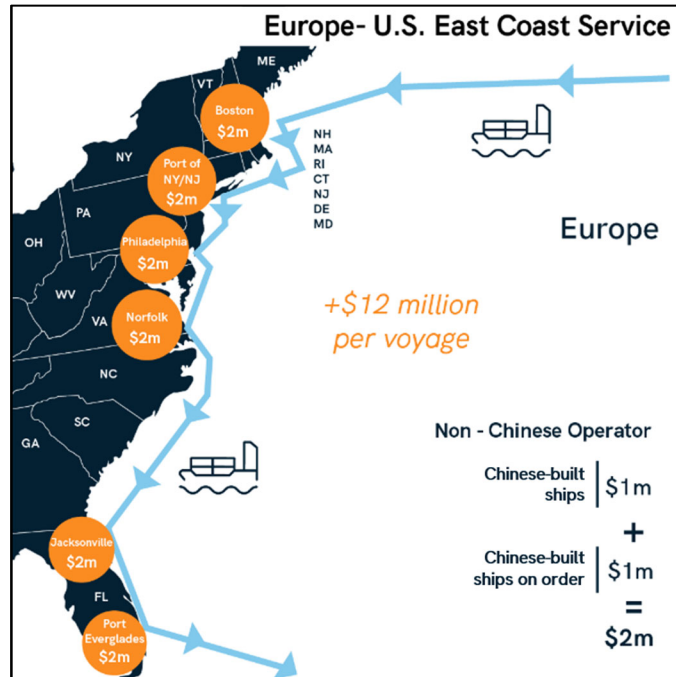 Europe- U.S. East Coast Service
ME
VT
Boston
$2m
NH
MA
RI
CT
NJ
DE
MD
NY
Port of
NY/NJ
$2m
PA
Philadelphia
$2m
OH
Europe
WV
VA
Norfolk
$2m
+$12 million
per voyage
NC
SC
GA
Non - Chinese Operator
Chinese-built
ships
$1m
+
Chinese-built
ships on order
$1m
=
$2m
Jacksonville
$2m
FL
Port
Everglades
$2m